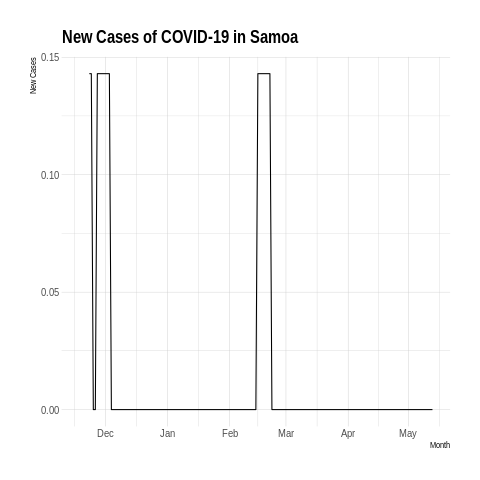 New Cases of COVID-19 in Samoa
New Cases
0.15
0.10
0.05
0.00
Dec Jan Feb Mar Apr May
Month